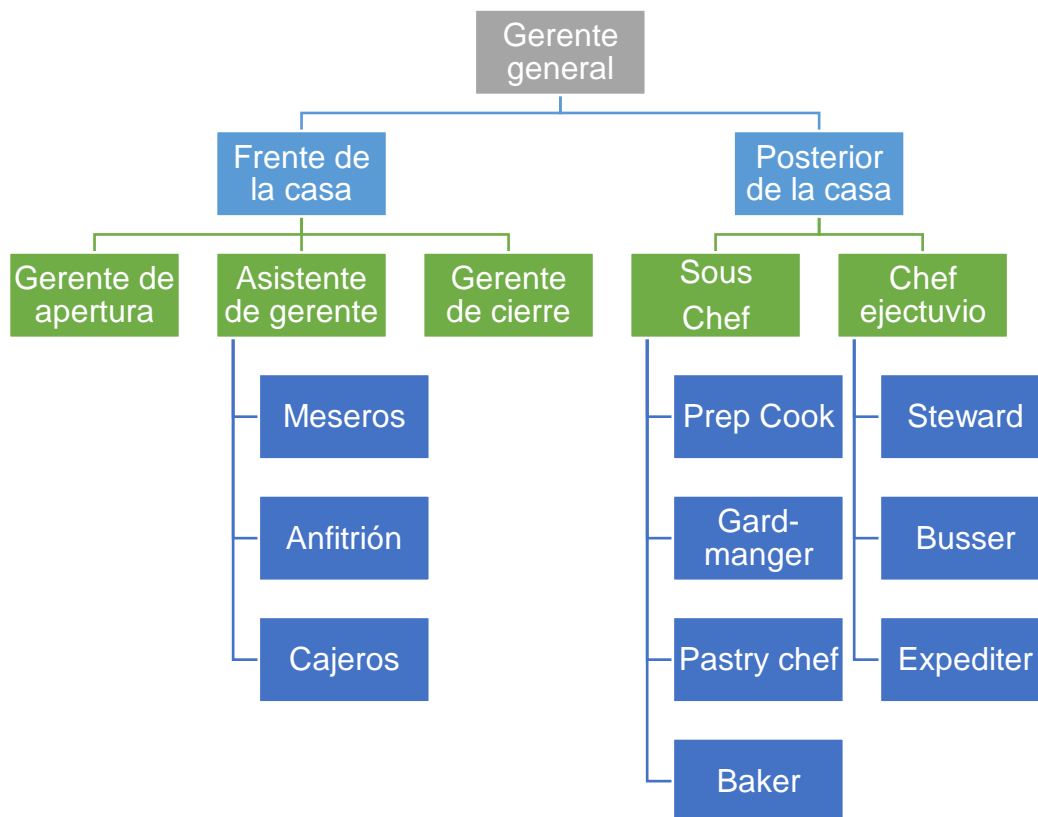 Gerente
general
Frente de
la casa
Posterior
de la casa
Gerente de
apertura
Asistente
de gerente
Gerente
de cierre
Sous
Chef
Chef
ejectuvio
Meseros
Anfitrión
Cajeros
Prep Cook
Gard-
manger
Pastry chef
Baker
Steward
Busser
Expediter